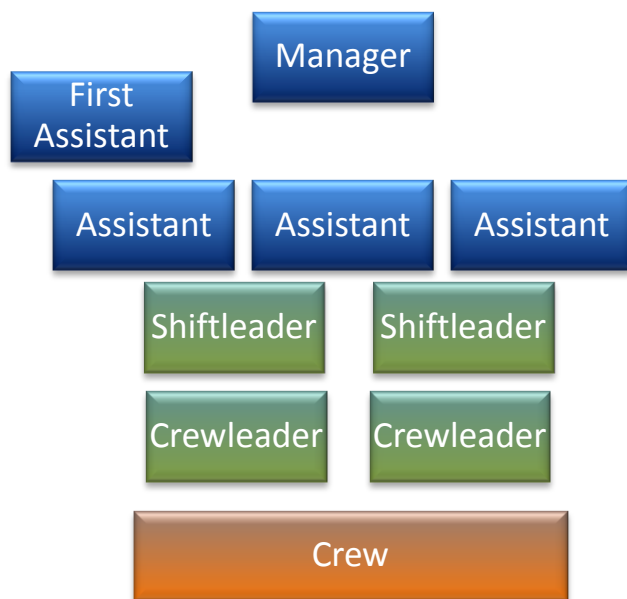 Manager
First
Assistant
Assistant Assistant Assistant
Shiftleader Shiftleader
Crewleader Crewleader
Crew